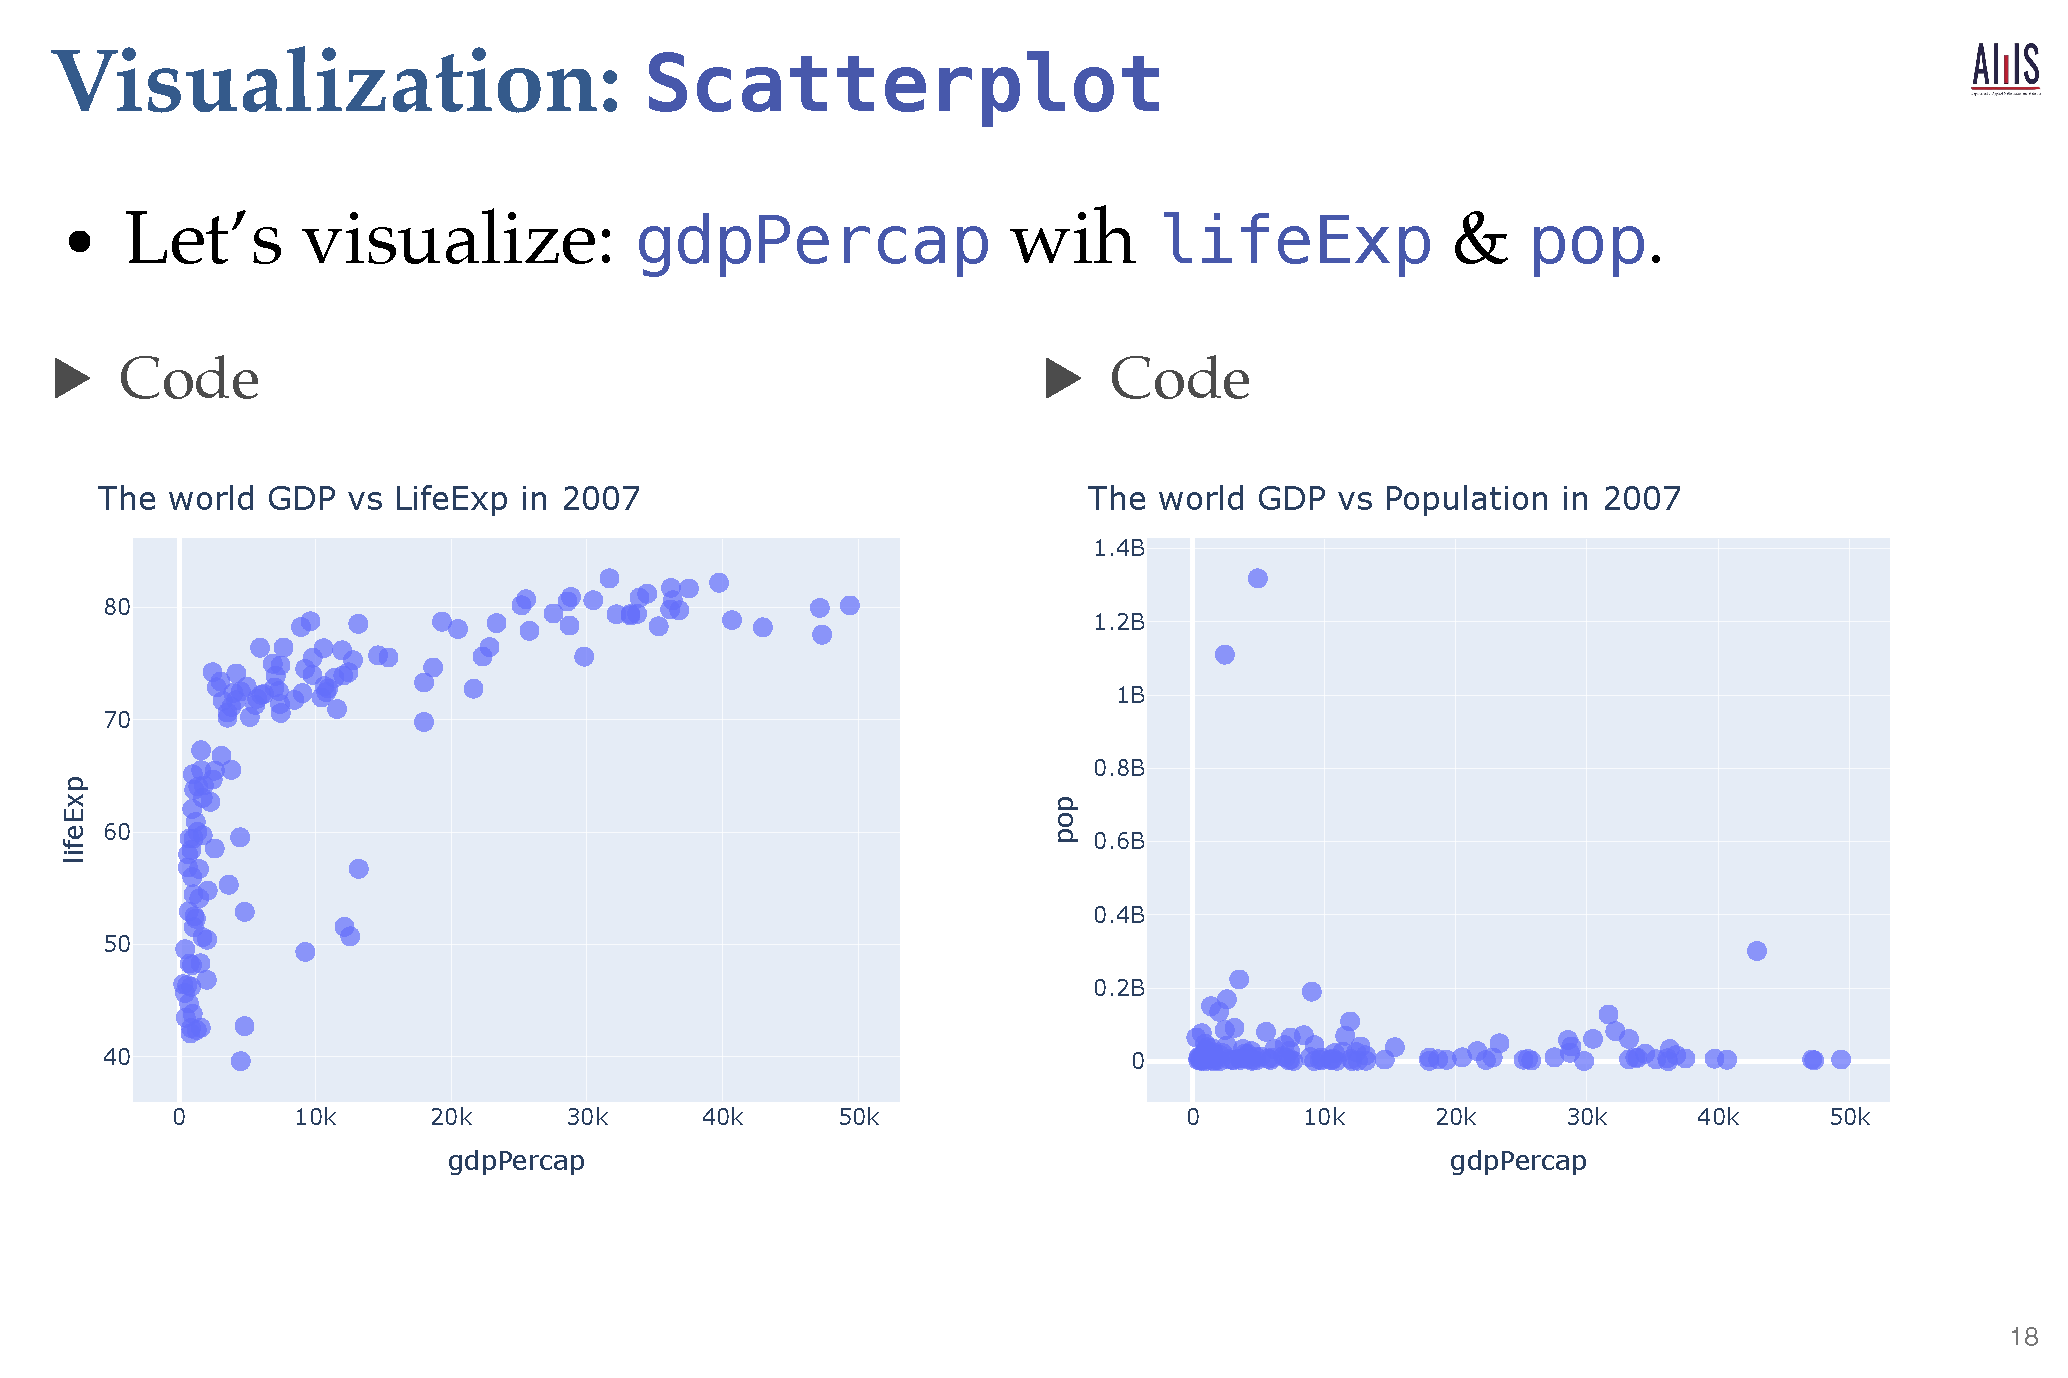 Visualization: Scatterplot
AMS
• Let’s visualize: gdpPercap wih lifeExp & pop.
▶ Code
The world GDP vs LifeExp in 2007
80
70
60
50
40
lifeExp
0 10k 20k 30k 40k 50k
gdpPercap
▶ Code
The world GDP vs Population in 2007
1.4B
1.2B
1B
0.8B
0.6B
0.4B
0.2B
0
pop
0 10k 20k 30k 40k 50k
gdpPercap
18